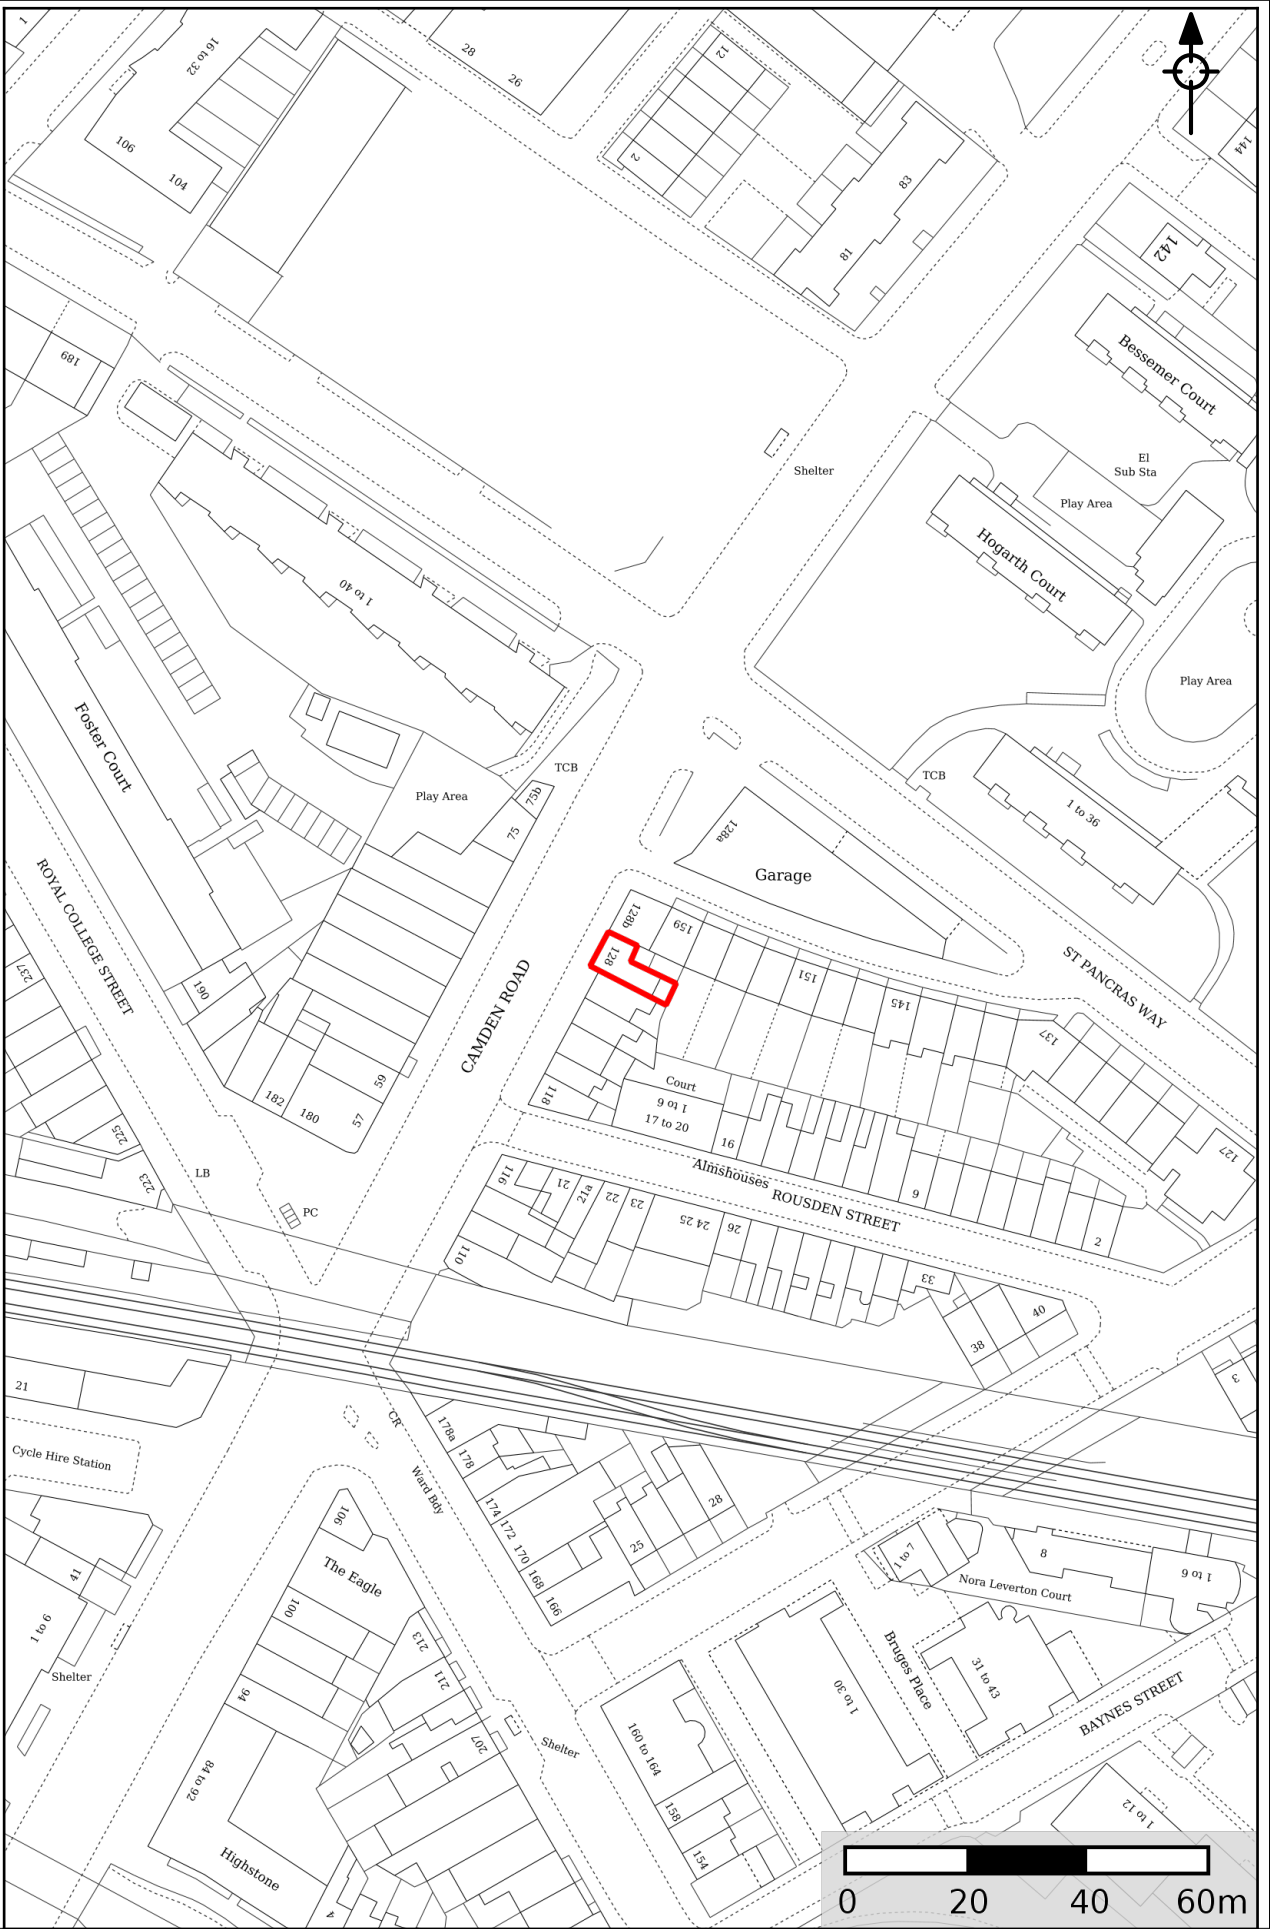 1
16 to 32
28
26
12
106
104
2
83
81
144
142
189
Bessemer Court
El
Sub Sta
Shelter
Play Area
Hogarth Court
1 to 40
Play Area
Foster Court
TCB
TCB
Play Area
75b
75
128a
1 to 36
Garage
ROYAL COLLEGE STREET
128b
159
128
151
145
137
ST PANCRAS WAY
237
190
CAMDEN ROAD
59
182
180
57
118
Court
1 to 9
17 to 20
16
225
223
LB
PC
Almshouses
ROUSDEN STREET
9
2
127
116
21
21a
22
23
24 25
26
110
33
38
40
3
21
Cycle Hire Station
CR
Ward Bdy
178a
178
174
172
170
168
166
28
25
106
The Eagle
100
41
1 to 6
Shelter
213
211
207
94
84 to 92
Highstone
4
Shelter
1 to 7
8
1 to 6
Nora Leverton Court
Bruges Place
31 to 43
1 to 30
BAYNES STREET
160 to 164
158
154
1 to 12
0 20 40 60m